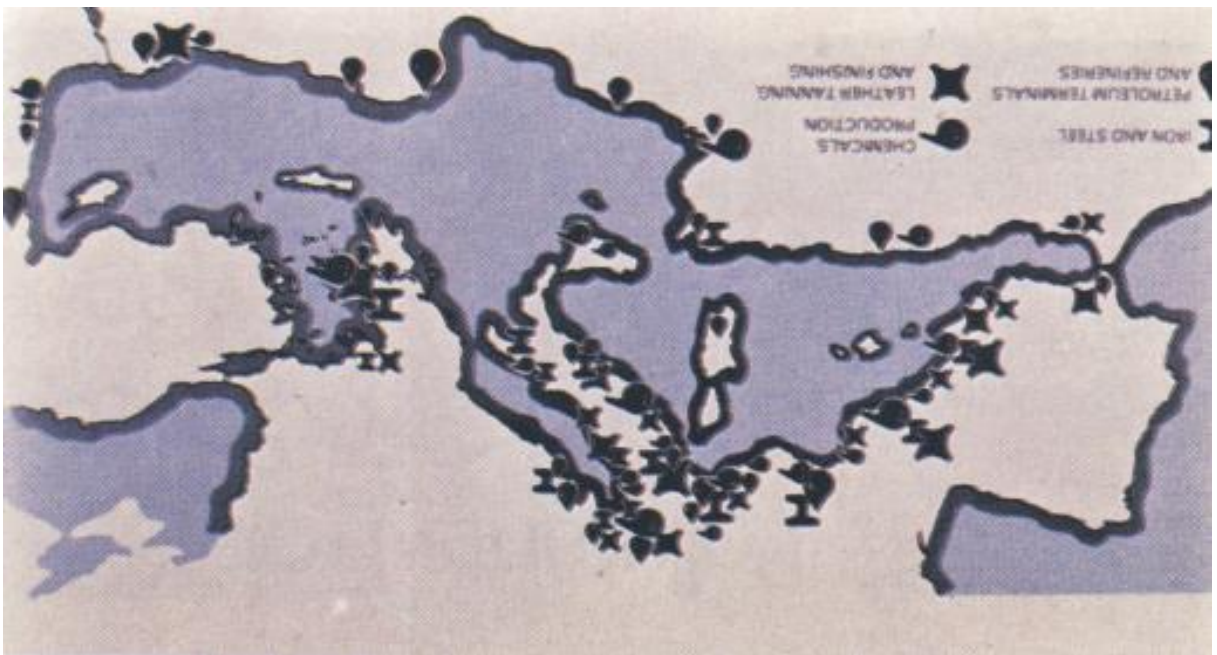 IRON AND STEEL
PETROLEUM TERMINALS
AND REFINERIES
CHEMICALS
PRODUCTION
LEATHER TANNING
AND FINISHING